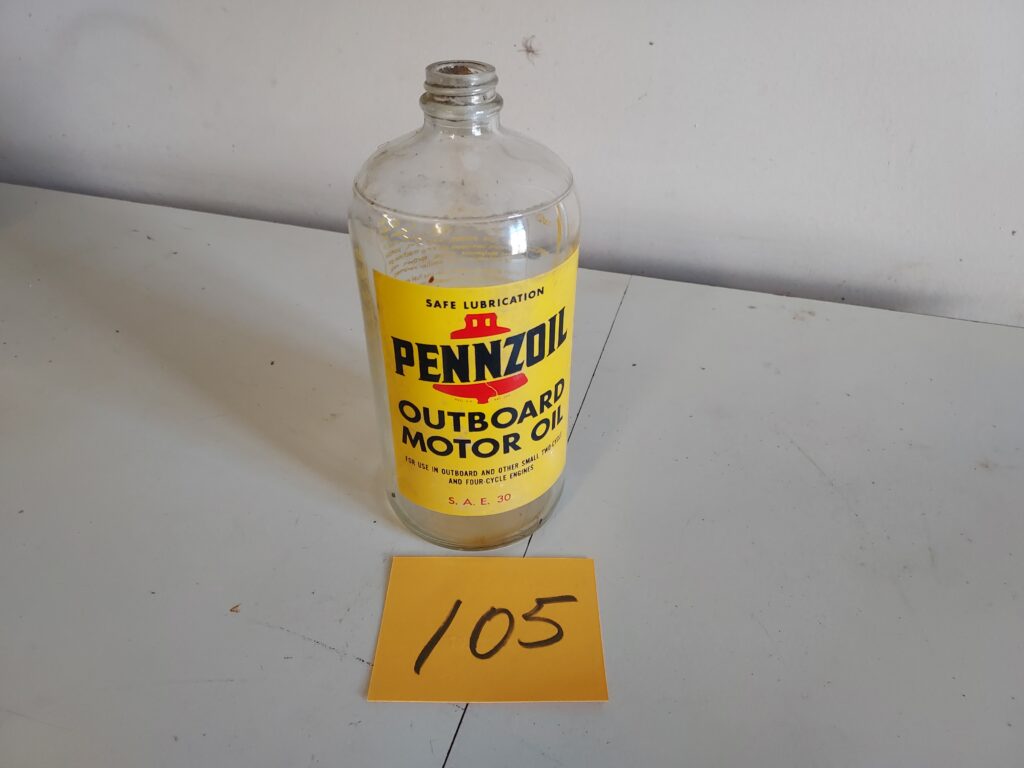 SAFE LUBRICATION
PENNZOIL
OUTBOARD
MOTOR OIL
FOR USE IN OUTBOARD AND OTHER SMALL TWO-CYCLE
AND FOUR-CYCLE ENGINES
S. A. E. 30
105